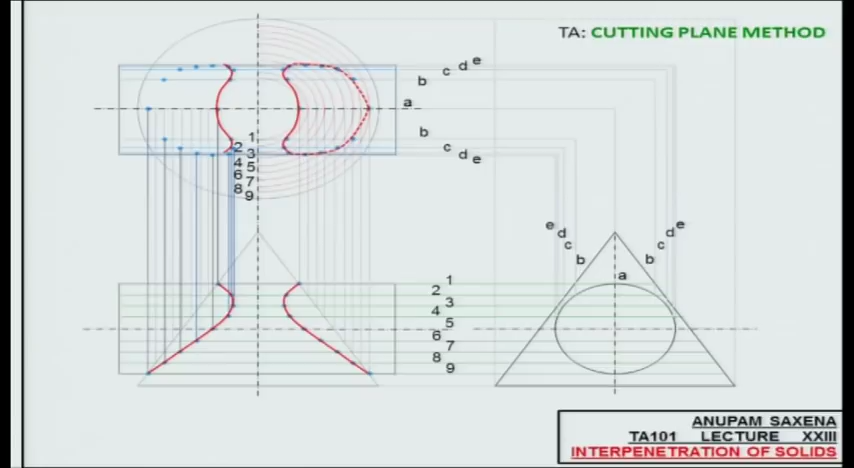 TA: CUTTING PLANE METHOD
e
d
c
b
a
b
c
d e
1
2
3
4
5
6
7
8
9
e
d
c
b
a
e
d
c
b
1
2
3
4
5
6
7
8
9
ANUPAM SAXENA
TA101 LECTURE XXIII
INTERPENETRATION OF SOLIDS